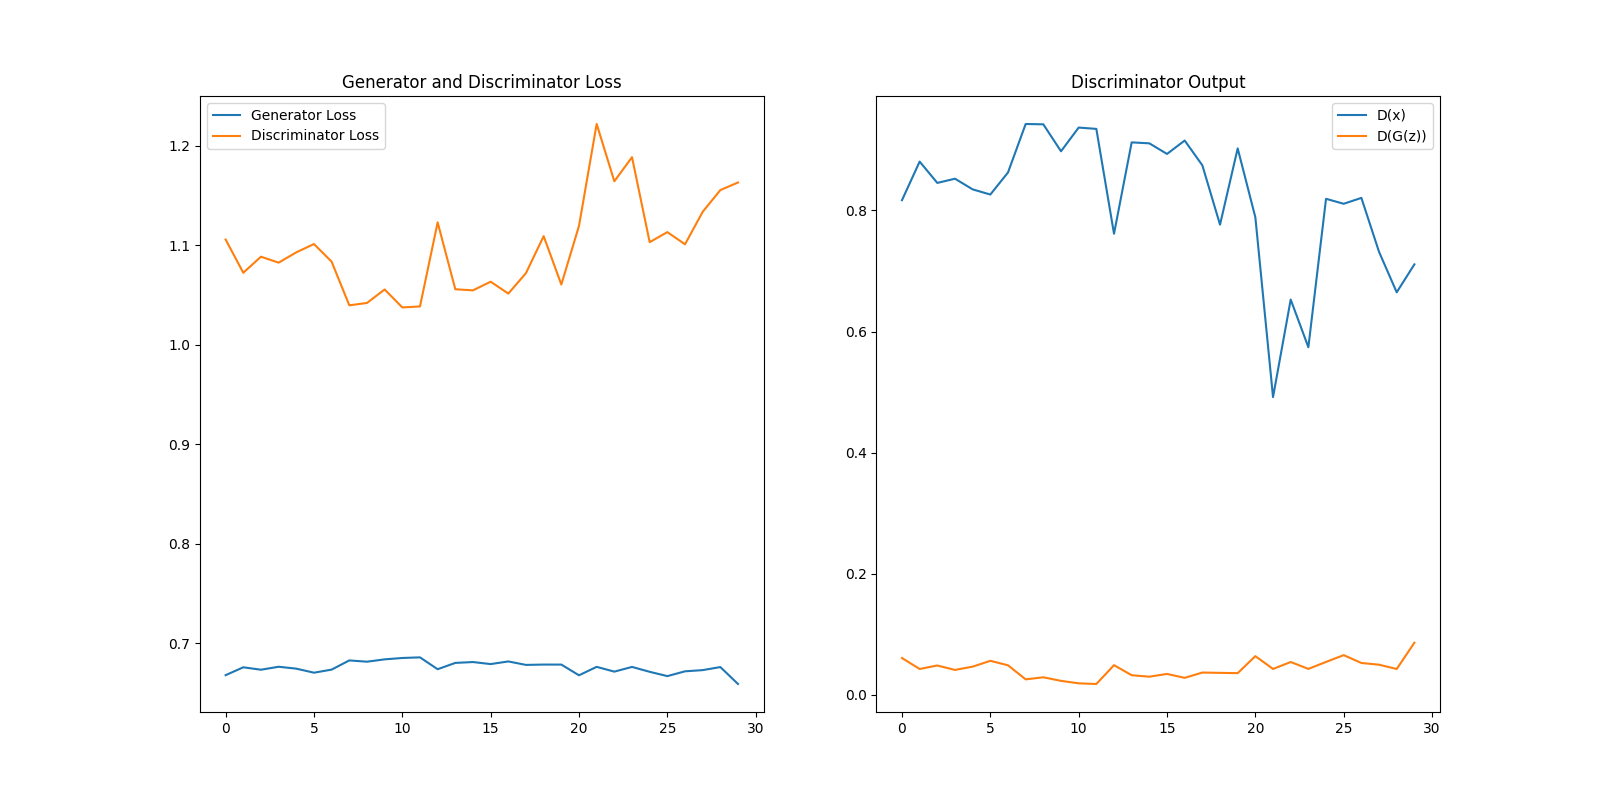 Generator and Discriminator Loss
Generator Loss
Discriminator Loss
1.2
1.1
1.0
0.9
0.8
0.7
0 5 10 15 20 25 30
Discriminator Output
D(x)
D(G(z))
0.8
0.6
0.4
0.2
0.0
0 5 10 15 20 25 30